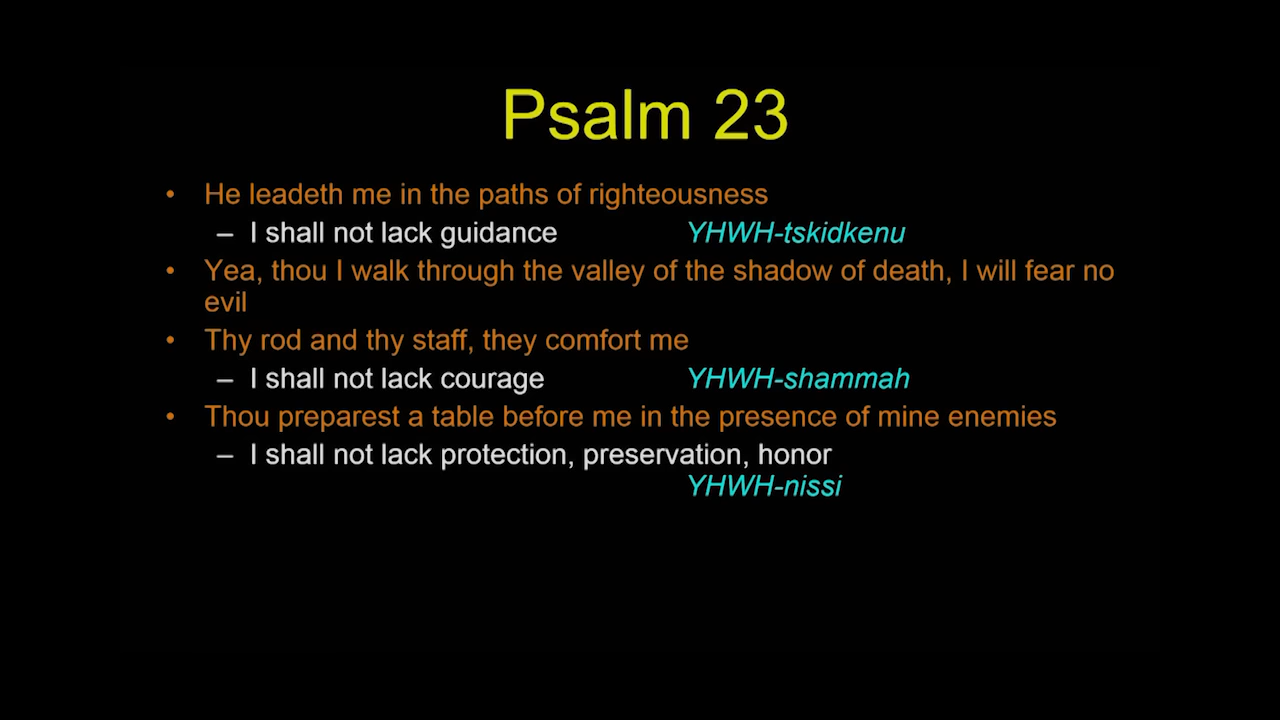 Psalm 23
• He leadeth me in the paths of righteousness
– I shall not lack guidance YHWH-tskidkenu
• Yea, thou I walk through the valley of the shadow of death, I will fear no
evil
• Thy rod and thy staff, they comfort me
– I shall not lack courage YHWH-shammah
• Thou preparest a table before me in the presence of mine enemies
– I shall not lack protection, preservation, honor
YHWH-nissi